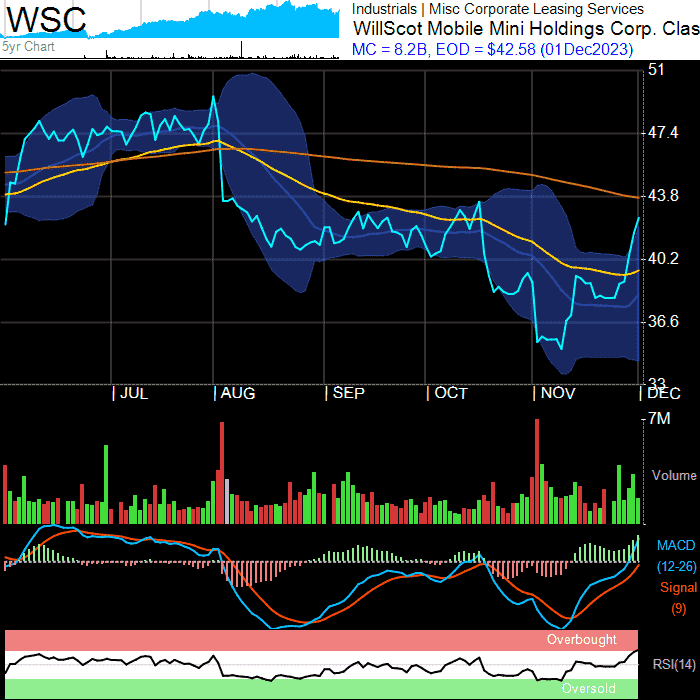 WSC
5yr Chart
Industrials | Misc Corporate Leasing Services
WillScot Mobile Mini Holdings Corp. Clas
MC = 8.2B, EOD = $42.58 (01Dec2023)
51
47.4
43.8
40.2
36.6
33
JUL AUG SEP OCT NOV DEC
7M
Volume
MACD
(12-26)
Signal
(9)
Overbought
RSI(14)
Oversold